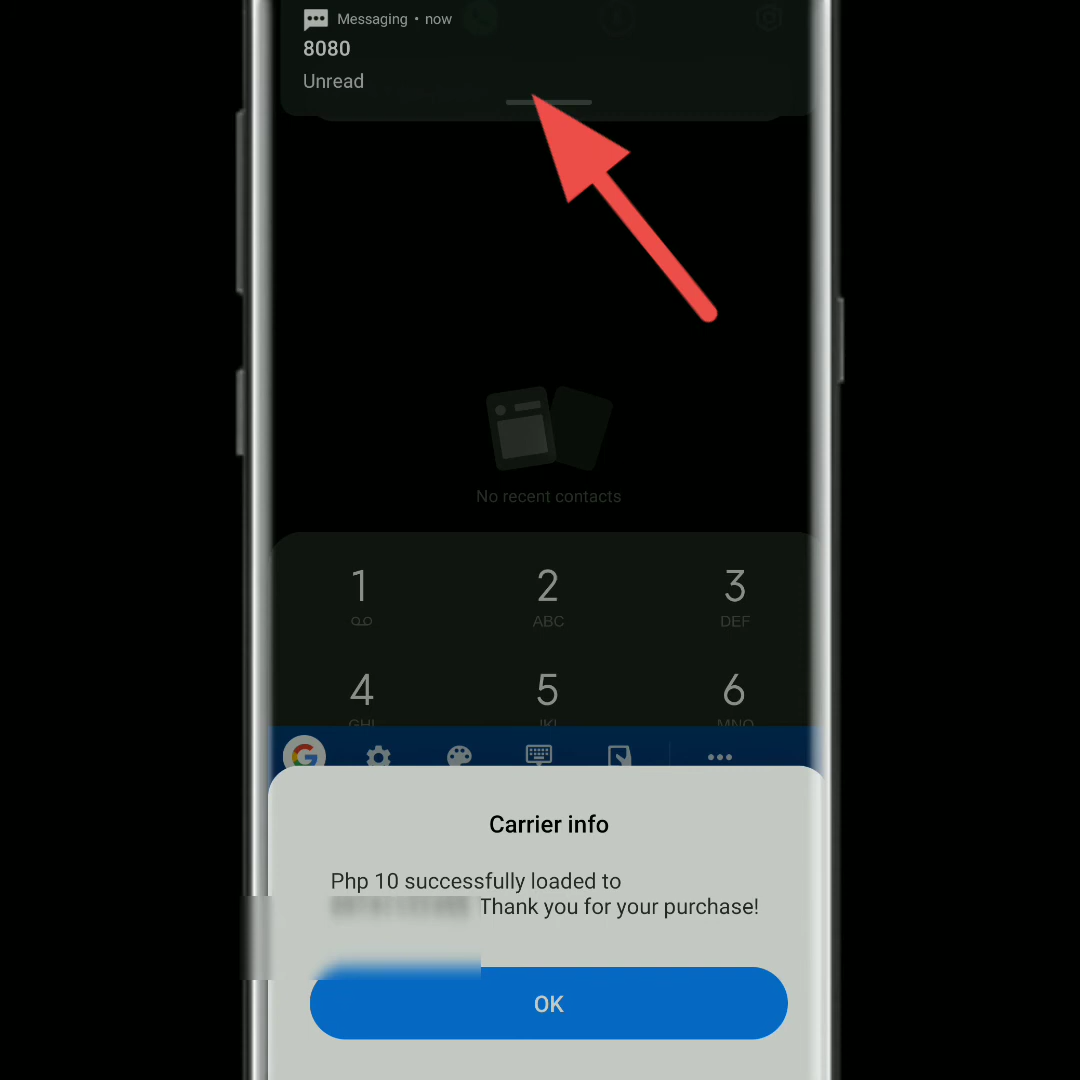 Messaging • now
8080
Unread
No recent contacts
1 2 3
ABC DEF
4 5 6
GHI JKL MNO
Carrier info
Php 10 successfully loaded to
Thank you for your purchase!
OK